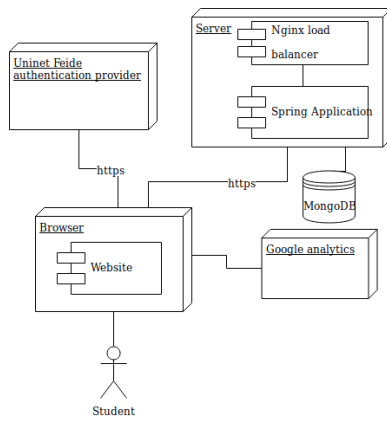 Server
Nginx load
balancer
Uninet Feide
authentication provider
Spring Application
https
https
MongoDB
Browser
Website
Google analytics
Student